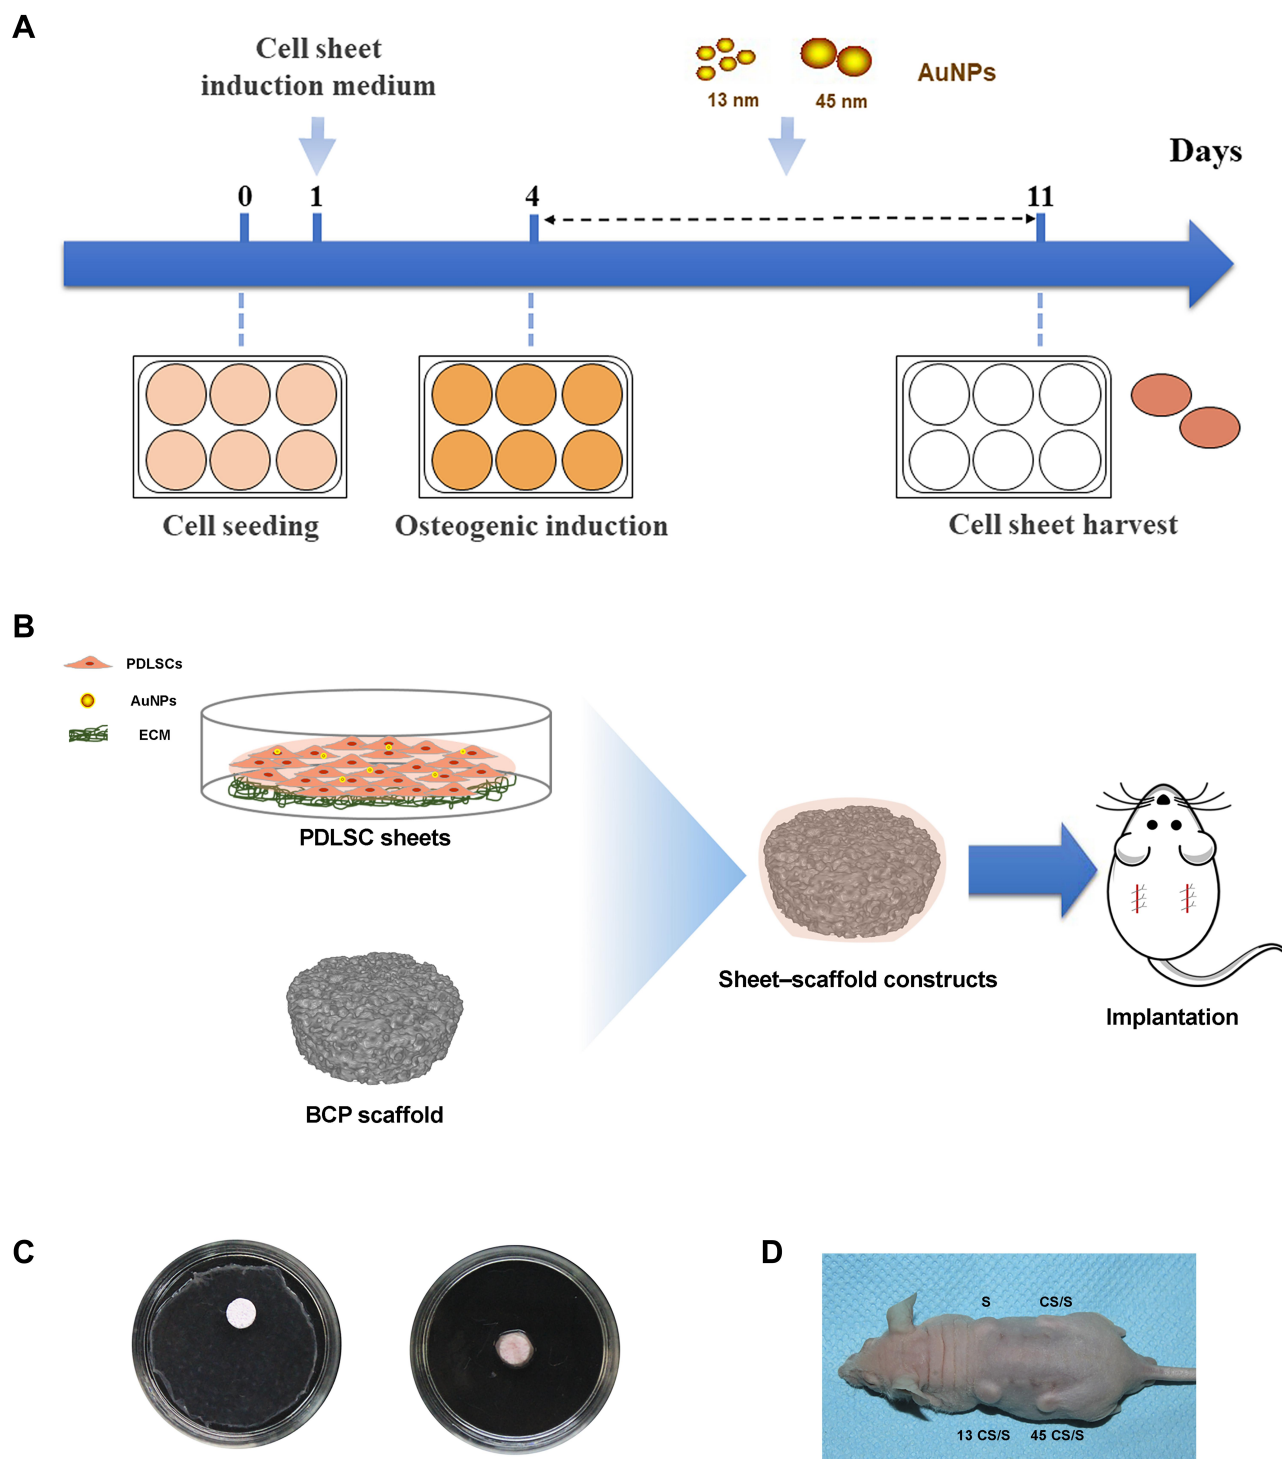 A
Cell sheet
induction medium
13 nm
45 nm
AuNPs
Days
0
1
4
11
Cell seeding
Osteogenic induction
Cell sheet harvest
B
PDLSCs
AuNPs
ECM
PDLSC sheets
BCP scaffold
Sheet–scaffold constructs
Implantation
C
D
S
CS/S
13 CS/S
45 CS/S